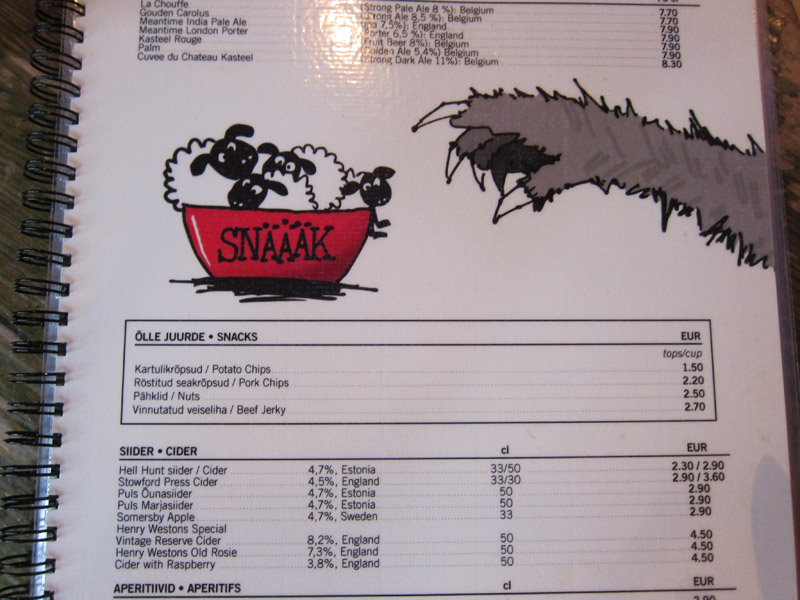 La Chouffe (Strong Pale Ale 8 %): Belgium 7.70
Gouden Carolus (Strong Ale 8,5 %): Belgium 7.70
Meantime India Pale Ale 7,5%): England 7.90
Meantime London Porter Porter 6,5 %): England 7.90
Kasteel Rouge (Fruit Beer 8%): Belgium 7.90
Palm Ale 5,4%) Belgium 7.90
Cuvee du Chateau Kasteel (Strong Dark Ale 11%): Belgium 8.30
SNÄÄÄK
ÕLLE JUURDE • SNACKS EUR
tops/cup
Kartulikrõpsud / Potato Chips 1.50
Röstitud seakrõpsud / Pork Chips 2.20
Pähklid / Nuts 2.50
Vinnutatud veiseliha / Beef Jerky 2.70
SIIDER • CIDER cl EUR
Hell Hunt siider / Cider 4,7%, Estonia 33/50 2.30 / 2.90
Stowford Press Cider 4,5%, England 33/30 2.90 / 3.60
Puls Õunasiider 4,7%, Estonia 50 2.90
Puls Marjasiider 4,7%, Estonia 50 2.90
Somersby Apple 4,7%, Sweden 33 2.90
Henry Westons Special
Vintage Reserve Cider 8,2%, England 50 4.50
Henry Westons Old Rosie 7,3%, England 50 4.50
Cider with Raspberry 3,8%, England 50 4.50
APERITIIVID • APERITIFS cl EUR